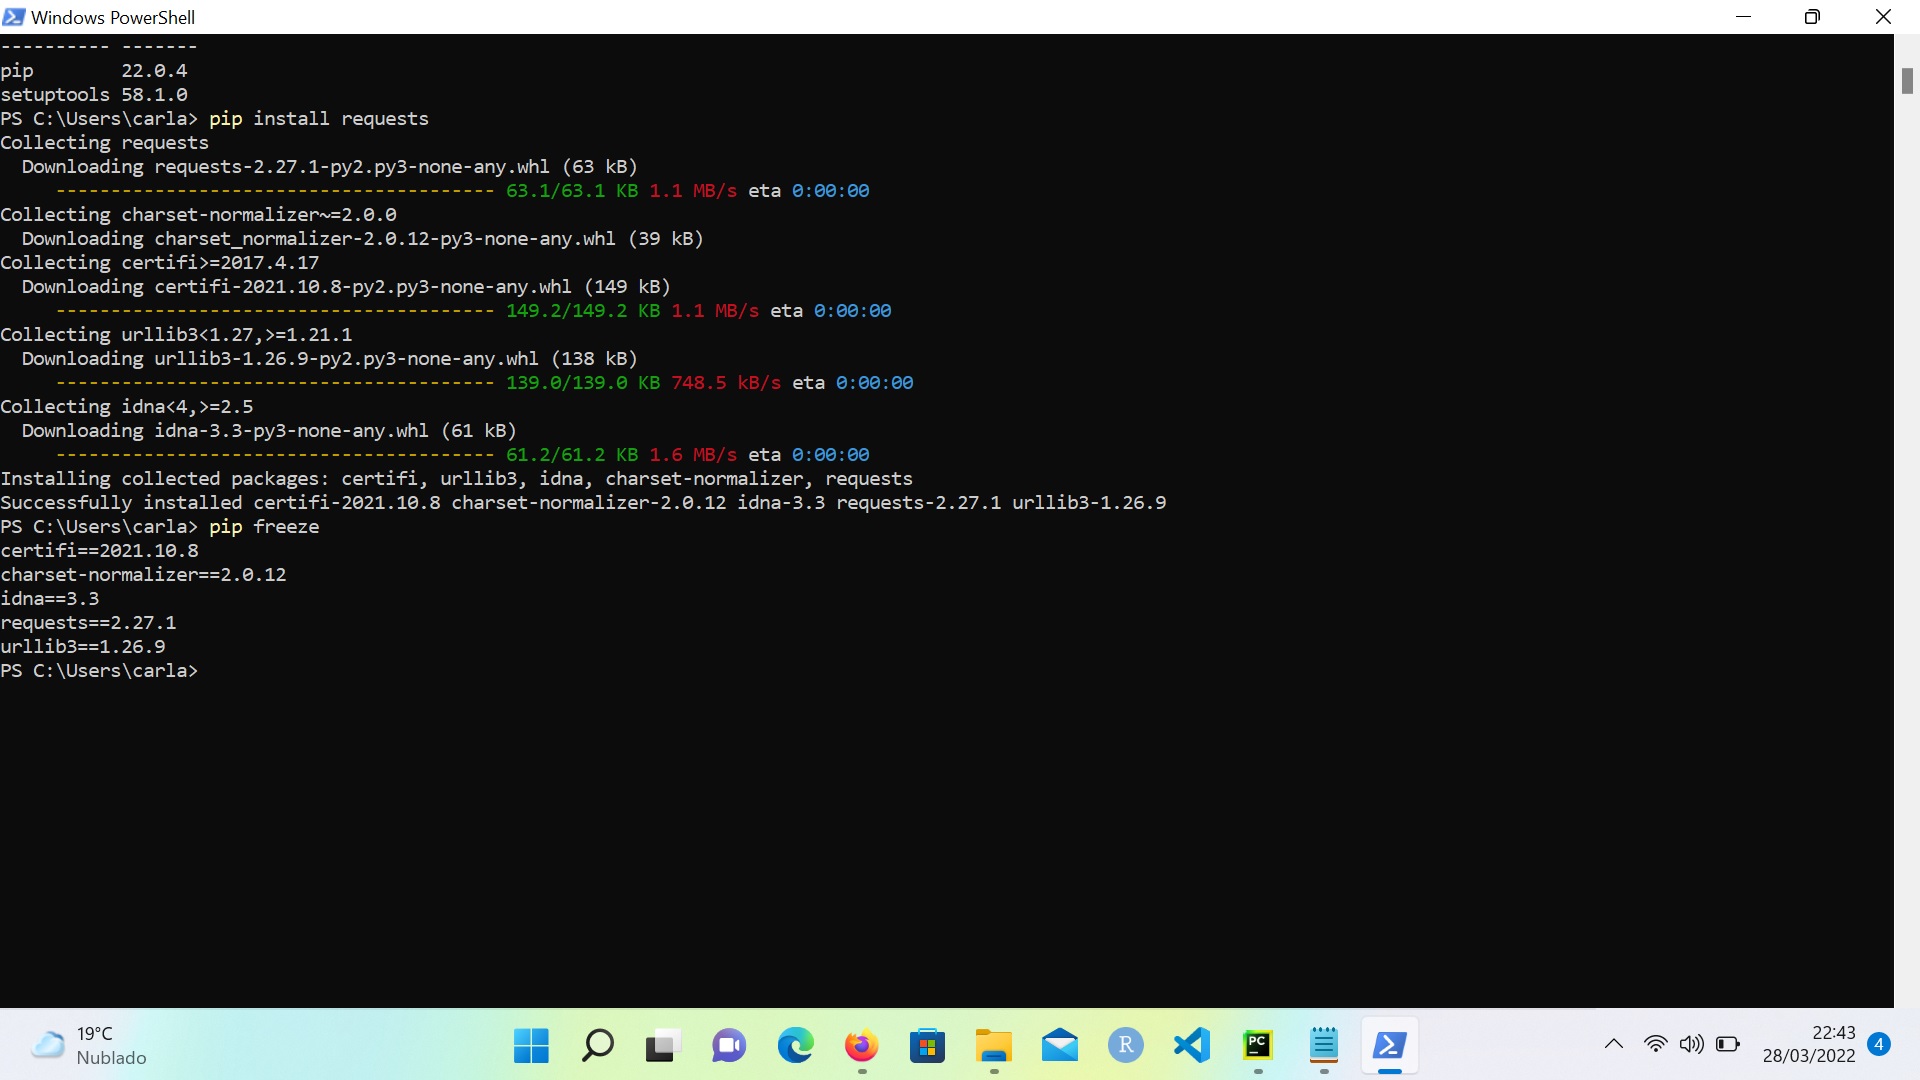 Windows PowerShell
---------- -------
pip        22.0.4
setuptools 58.1.0
PS C:\Users\carla> pip install requests
Collecting requests
  Downloading requests-2.27.1-py2.py3-none-any.whl (63 kB)
     ---------------------------------------- 63.1/63.1 KB 1.1 MB/s eta 0:00:00
Collecting charset-normalizer~=2.0.0
  Downloading charset_normalizer-2.0.12-py3-none-any.whl (39 kB)
Collecting certifi>=2017.4.17
  Downloading certifi-2021.10.8-py2.py3-none-any.whl (149 kB)
     ---------------------------------------- 149.2/149.2 KB 1.1 MB/s eta 0:00:00
Collecting urllib3<1.27,>=1.21.1
  Downloading urllib3-1.26.9-py2.py3-none-any.whl (138 kB)
     ---------------------------------------- 139.0/139.0 KB 748.5 kB/s eta 0:00:00
Collecting idna<4,>=2.5
  Downloading idna-3.3-py3-none-any.whl (61 kB)
     ---------------------------------------- 61.2/61.2 KB 1.6 MB/s eta 0:00:00
Installing collected packages: certifi, urllib3, idna, charset-normalizer, requests
Successfully installed certifi-2021.10.8 charset-normalizer-2.0.12 idna-3.3 requests-2.27.1 urllib3-1.26.9
PS C:\Users\carla> pip freeze
certifi==2021.10.8
charset-normalizer==2.0.12
idna==3.3
requests==2.27.1
urllib3==1.26.9
PS C:\Users\carla>
19°C
Nublado
R
PC
22:43
28/03/2022
4